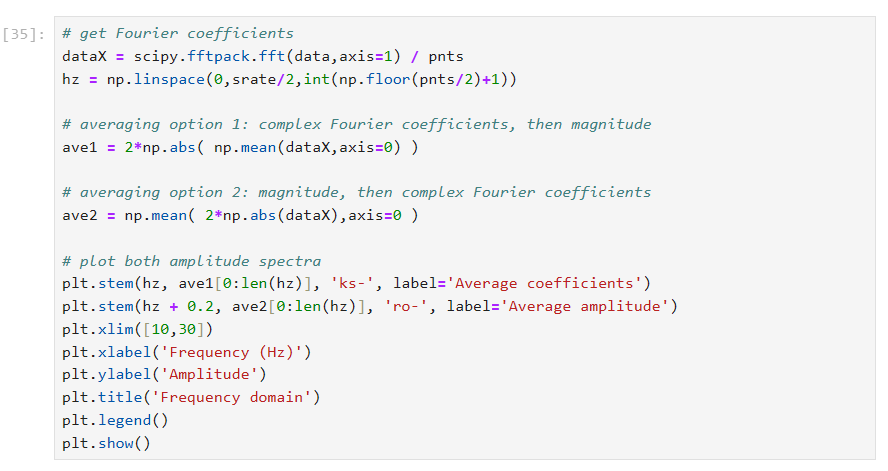 [35]: # get Fourier coefficients
dataX = scipy.fftpack.fft(data,axis=1) / pnts
hz = np.linspace(0,srate/2,int(np.floor(pnts/2)+1))

# averaging option 1: complex Fourier coefficients, then magnitude
ave1 = 2*np.abs( np.mean(dataX,axis=0) )

# averaging option 2: magnitude, then complex Fourier coefficients
ave2 = np.mean( 2*np.abs(dataX),axis=0 )

# plot both amplitude spectra
plt.stem(hz, ave1[0:len(hz)], 'ks-', label='Average coefficients')
plt.stem(hz + 0.2, ave2[0:len(hz)], 'ro-', label='Average amplitude')
plt.xlim([10,30])
plt.xlabel('Frequency (Hz)')
plt.ylabel('Amplitude')
plt.title('Frequency domain')
plt.legend()
plt.show()